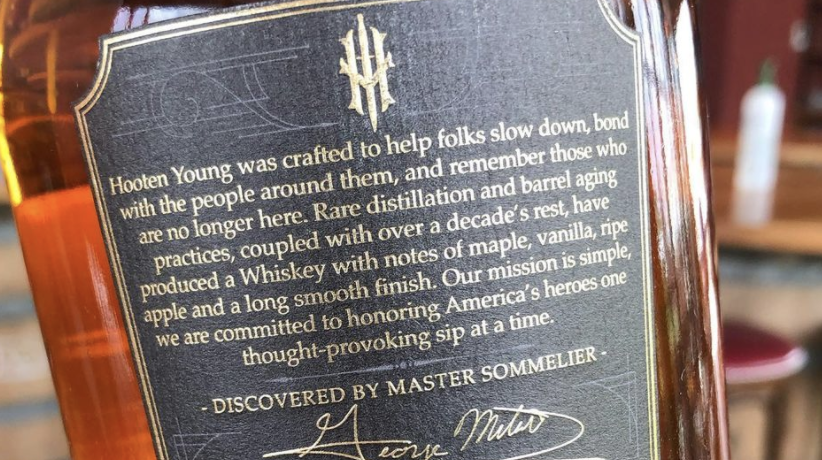 Hooten Young was crafted to help folks slow down, bond
with the people around them, and remember those who
are no longer here. Rare distillation and barrel aging
practices, coupled with over a decade's rest, have
produced a Whiskey with notes of maple, vanilla, ripe
apple and a long smooth finish. Our mission is simple,
we are committed to honoring America's heroes one
thought-provoking sip at a time.
- DISCOVERED BY MASTER SOMMELIER -
George